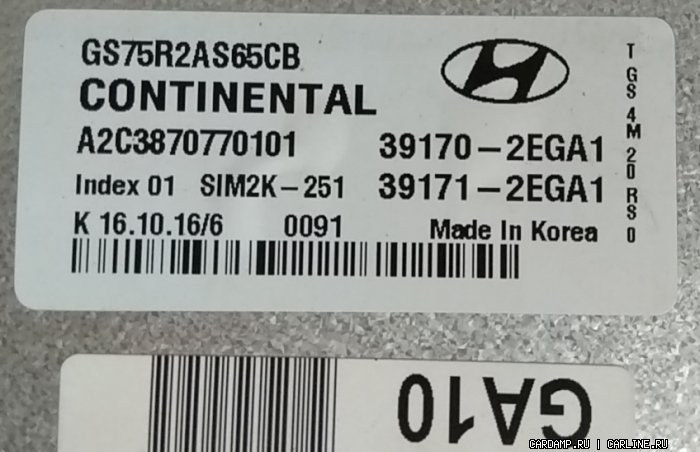 GS75R2AS65CB
CONTINENTAL
A2C3870770101 39170-2EGA1
Index 01 SIM2K-251 39171-2EGA1
K 16.10.16/6 0091 Made In Korea
T GS 4M 20 RS 0
GA10
CARDAMP.RU | CARLINE.RU